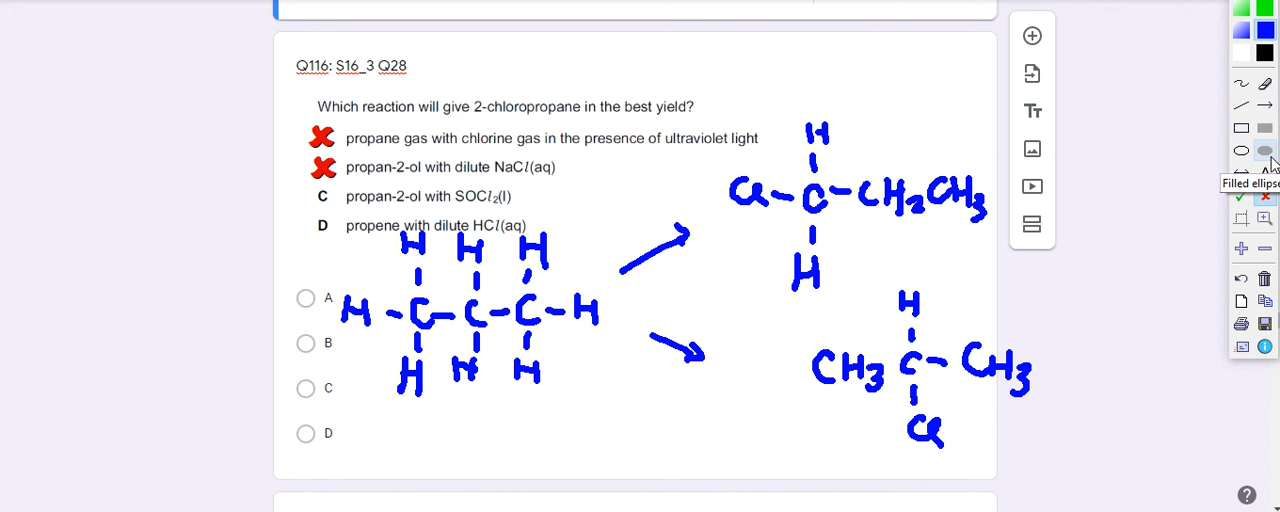 Q116: S16_3 Q28
Which reaction will give 2-chloropropane in the best yield?
propane gas with chlorine gas in the presence of ultraviolet light
propan-2-ol with dilute NaCl(aq)
C propan-2-ol with SOCl₂(l)
D propene with dilute HCl(aq)
H
Cl-C-CH₂CH₃
H
H H H
H-C-C-C-H
H H H
H
CH₃ C-CH₃
Cl
A
B
C
D
Tт
Filled ellipse